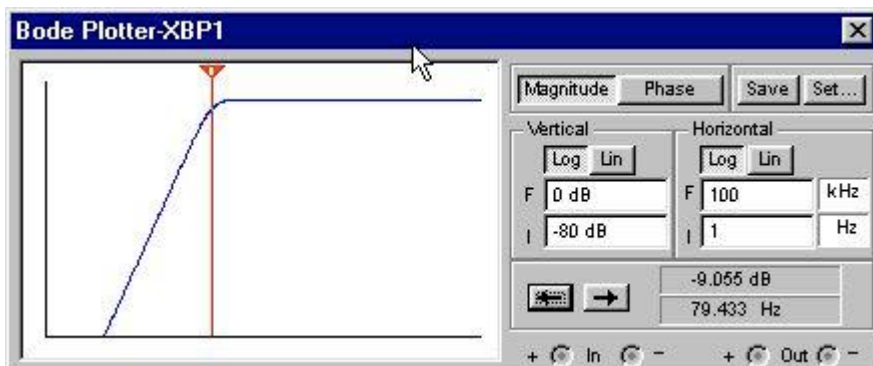 Bode Plotter-XBP1
Magnitude Phase Save Set...
Vertical Horizontal
Log Lin Log Lin
F 0 dB F 100 kHz
I -80 dB I 1 Hz
-9.055 dB
79.433 Hz
+ In - + Out -